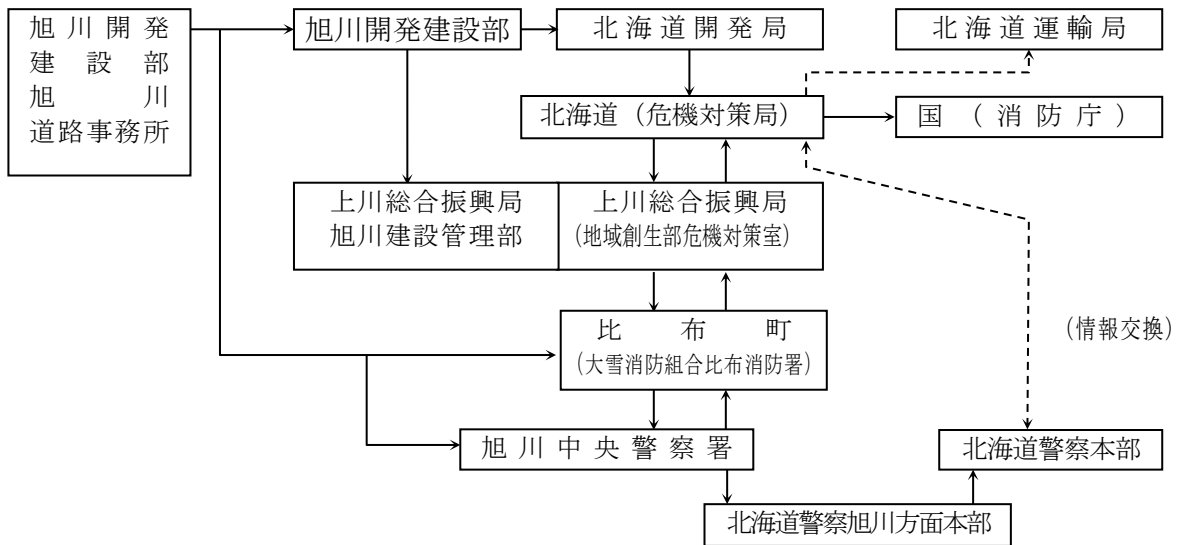 旭川開発
建設部
旭川
道路事務所
旭川開発建設部
北海道開発局
北海道運輸局
北海道（危機対策局）
国（消防庁）
上川総合振興局
旭川建設管理部
上川総合振興局
（地域創生部危機対策室）
比布町
（大雪消防組合比布消防署）
（情報交換）
旭川中央警察署
北海道警察本部
北海道警察旭川方面本部